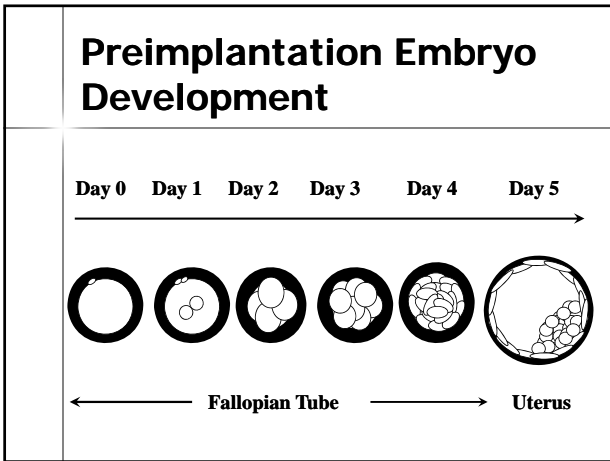 Preimplantation Embryo
Development
Day 0 Day 1 Day 2 Day 3 Day 4 Day 5
Fallopian Tube Uterus